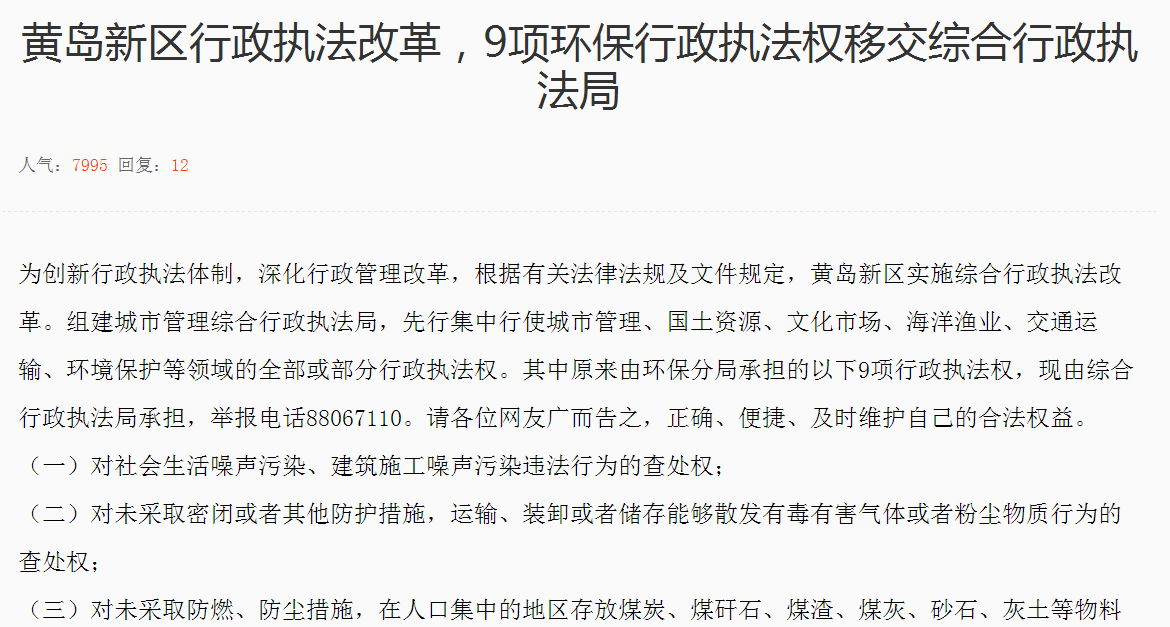 黄岛新区行政执法改革，9项环保行政执法权移交综合行政执
法局
人气：7995 回复：12
为创新行政执法体制，深化行政管理改革，根据有关法律法规及文件规定，黄岛新区实施综合行政执法改
革。组建城市管理综合行政执法局，先行集中行使城市管理、国土资源、文化市场、海洋渔业、交通运
输、环境保护等领域的全部或部分行政执法权。其中原来由环保分局承担的以下9项行政执法权，现由综合
行政执法局承担，举报电话88067110。请各位网友广而告之，正确、便捷、及时维护自己的合法权益。
（一）对社会生活噪声污染、建筑施工噪声污染违法行为的查处权；
（二）对未采取密闭或者其他防护措施，运输、装卸或者储存能够散发有毒有害气体或者粉尘物质行为的
查处权；
（三）对未采取防燃、防尘措施，在人口集中的地区存放煤炭、煤矸石、煤渣、煤灰、砂石、灰土等物料